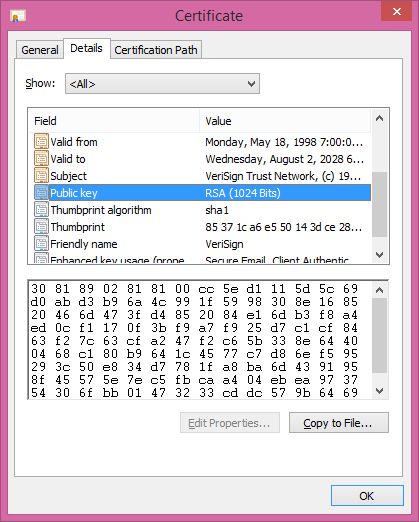 Certificate
General Details Certification Path
Show: <All>
Field Value
Valid from Monday, May 18, 1998 7:00:0...
Valid to Wednesday, August 2, 2028 6...
Subject VeriSign Trust Network, (c) 19...
Public key RSA (1024 Bits)
Thumbprint algorithm sha1
Thumbprint 85 37 1c a6 e5 50 14 3d ce 28...
Friendly name VeriSign
Enhanced key usage (prope Secure Email, Client Authentic
30 81 89 02 81 81 00 cc 5e d1 11 5d 5c 69
d0 ab d3 b9 6a 4c 99 1f 59 98 30 8e 16 85
20 46 6d 47 3f d4 85 20 84 e1 6d b3 f8 a4
ed 0c f1 17 0f 3b f9 a7 f9 25 d7 c1 cf 84
63 f2 7c 63 cf a2 47 f2 c6 5b 33 8e 64 40
04 68 c1 80 b9 64 1c 45 77 c7 d8 6e f5 95
29 3c 50 e8 34 d7 78 1f a8 ba 6d 43 91 95
8f 45 57 5e 7e c5 fb ca a4 04 eb ea 97 37
54 30 6f bb 01 47 32 33 cd dc 57 9b 64 69
Edit Properties... Copy to File...
OK